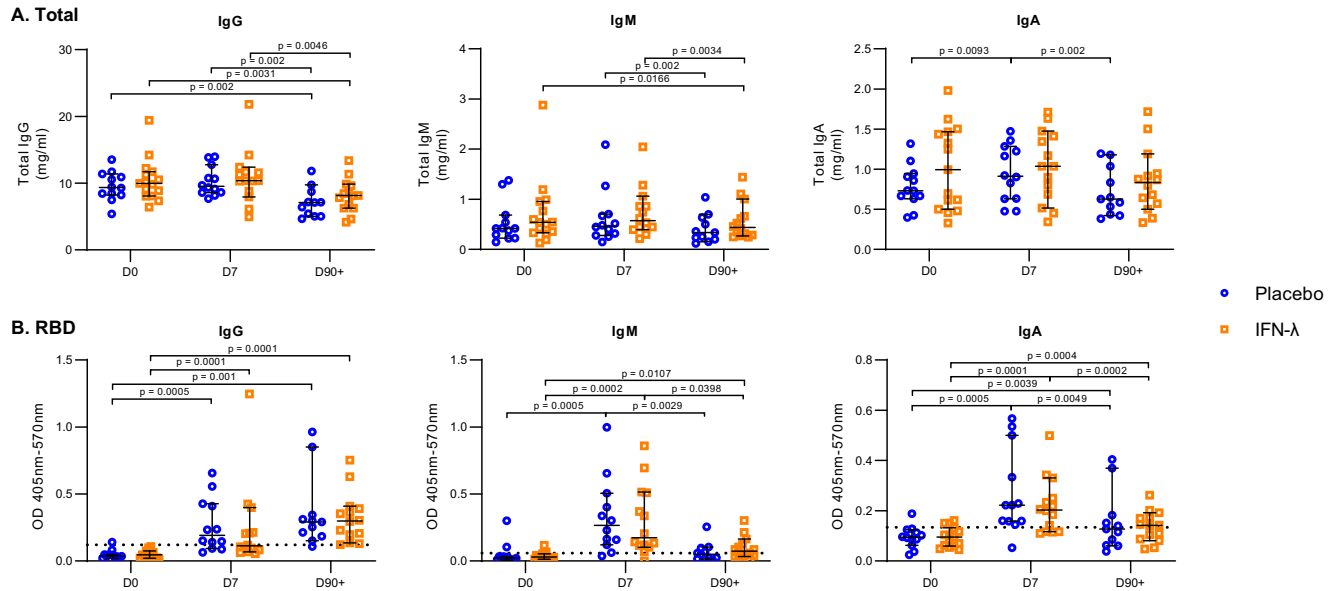 A. Total
IgG
p = 0.0046
p = 0.002
p = 0.0031
p = 0.002
Total IgG
(mg/ml)
30
20
10
0
D0
D7
D90+
IgM
p = 0.0034
p = 0.002
p = 0.0166
Total IgM
(mg/ml)
4
3
2
1
0
D0
D7
D90+
IgA
p = 0.0093
p = 0.002
Total IgA
(mg/ml)
2.5
2.0
1.5
1.0
0.5
0.0
D0
D7
D90+
Placebo
IFN-λ
B. RBD
IgG
p = 0.0001
p = 0.0001
p = 0.001
p = 0.0005
OD 405nm-570nm
1.5
1.0
0.5
0.0
D0
D7
D90+
IgM
p = 0.0107
p = 0.0002
p = 0.0398
p = 0.0005
p = 0.0029
OD 405nm-570nm
1.5
1.0
0.5
0.0
D0
D7
D90+
IgA
p = 0.0004
p = 0.0001
p = 0.0002
p = 0.0039
p = 0.0005
p = 0.0049
OD 405nm-570nm
0.8
0.6
0.4
0.2
0.0
D0
D7
D90+